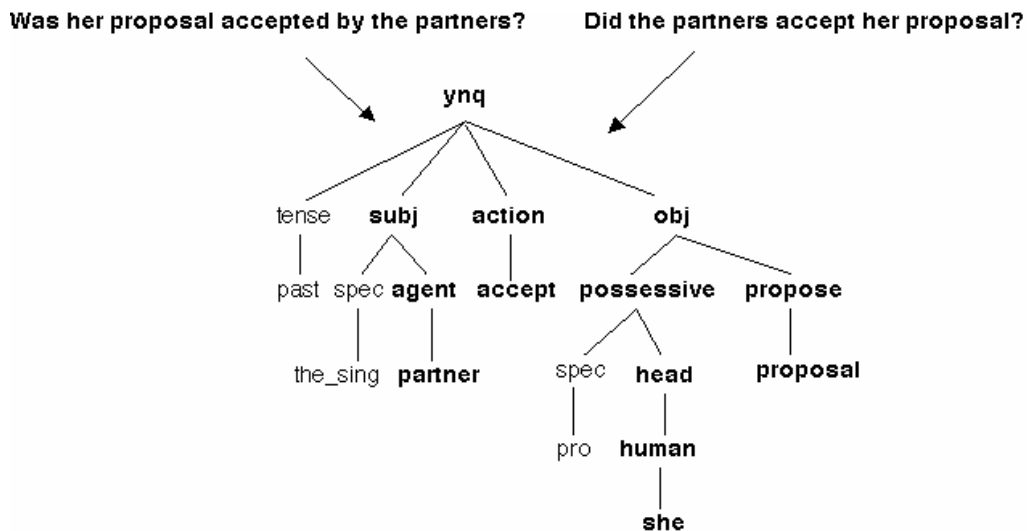 Was her proposal accepted by the partners? Did the partners accept her proposal?
ynq
tense subj action obj
past spec agent accept possessive propose
the_sing partner spec head proposal
pro human
she